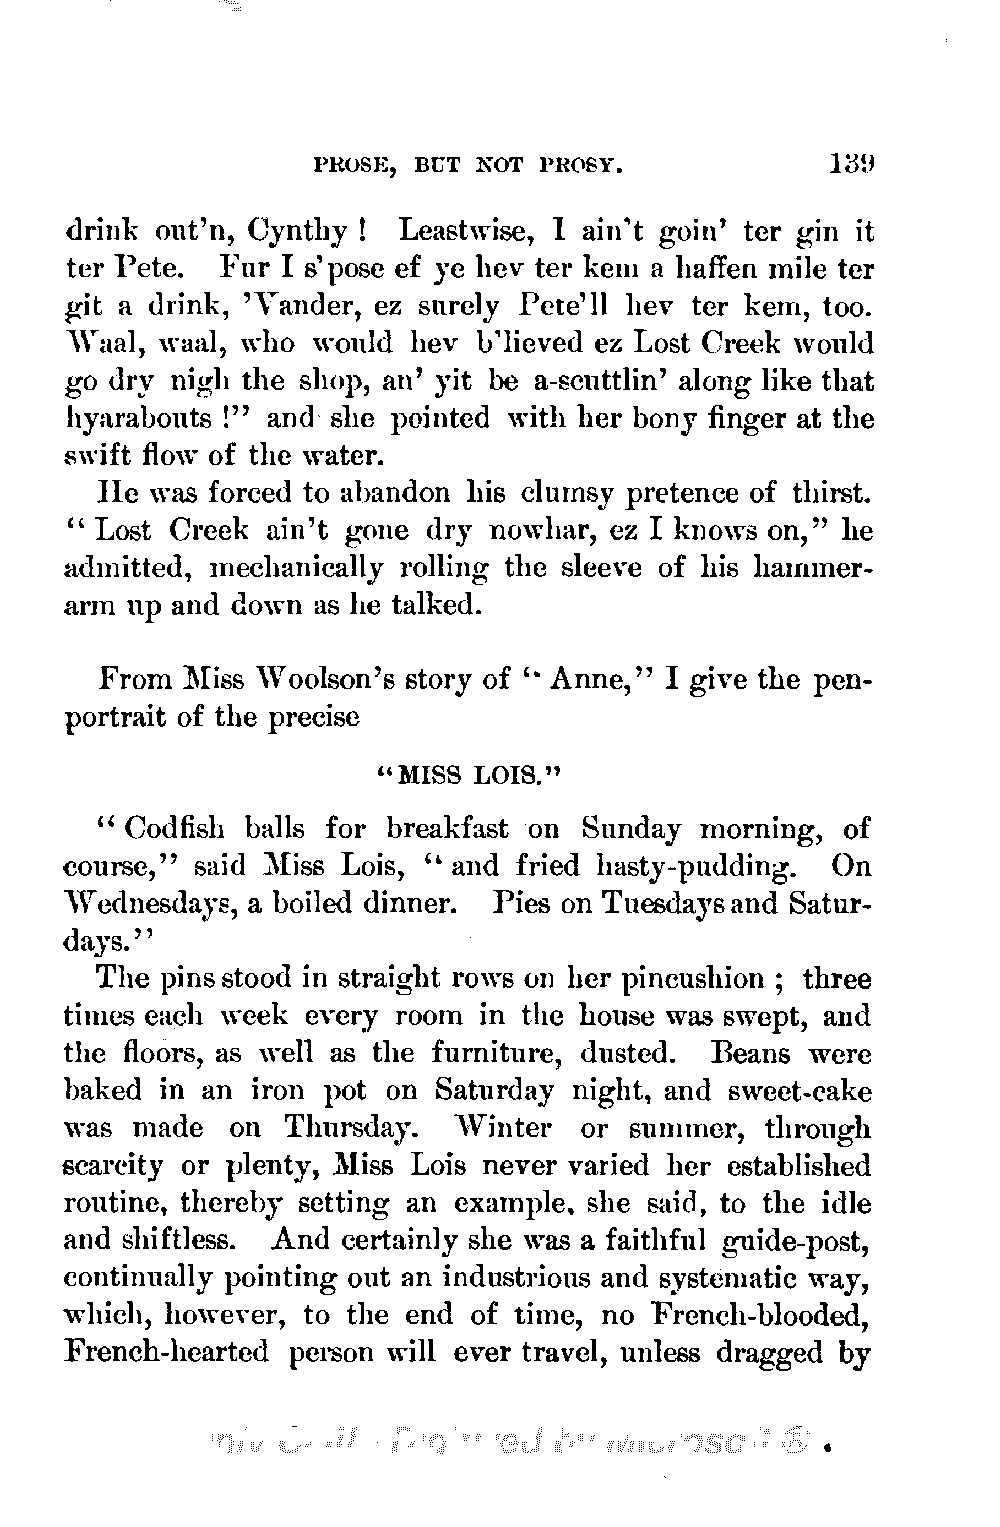 PROSE, BUT NOT PROSY. 139
drink out'n, Cynthy ! Leastwise, I ain't goin' ter gin it
ter Pete. Fur I s'pose ef ye hev ter kem a haffen mile ter
git a drink, 'Vander, ez surely Pete'll hev ter kem, too.
Waal, waal, who would hev b'lieved ez Lost Creek would
go dry nigh the shop, an' yit be a-scuttlin' along like that
hyarabouts !" and she pointed with her bony finger at the
swift flow of the water.
He was forced to abandon his clumsy pretence of thirst.
" Lost Creek ain't gone dry nowhar, ez I knows on," he
admitted, mechanically rolling the sleeve of his hammer-
arm up and down as he talked.
From Miss Woolson's story of " Anne," I give the pen-
portrait of the precise
"MISS LOIS."
" Codfish balls for breakfast on Sunday morning, of
course," said Miss Lois, " and fried hasty-pudding. On
Wednesdays, a boiled dinner. Pies on Tuesdays and Satur-
days."
The pins stood in straight rows on her pincushion ; three
times each week every room in the house was swept, and
the floors, as well as the furniture, dusted. Beans were
baked in an iron pot on Saturday night, and sweet-cake
was made on Thursday. Winter or summer, through
scarcity or plenty, Miss Lois never varied her established
routine, thereby setting an example, she said, to the idle
and shiftless. And certainly she was a faithful guide-post,
continually pointing out an industrious and systematic way,
which, however, to the end of time, no French-blooded,
French-hearted person will ever travel, unless dragged by